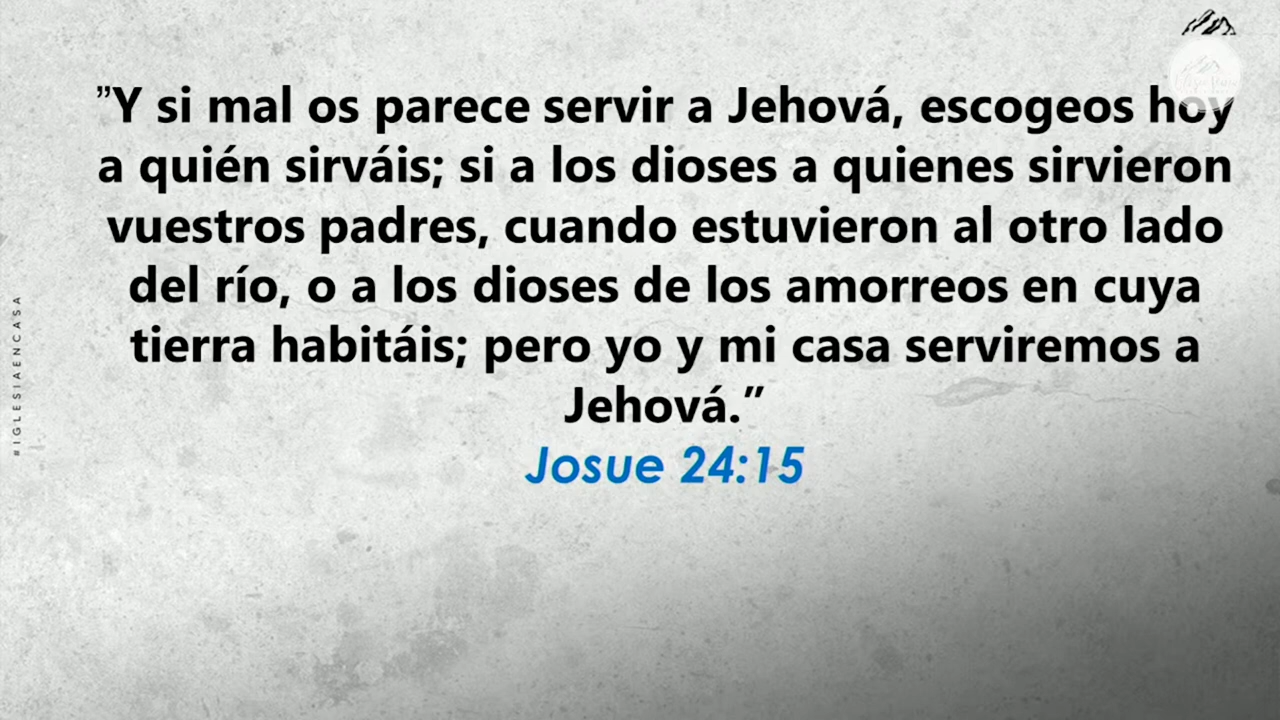 ”Y si mal os parece servir a Jehová, escogeos hoy
a quién sirváis; si a los dioses a quienes sirvieron
vuestros padres, cuando estuvieron al otro lado
del río, o a los dioses de los amorreos en cuya
tierra habitáis; pero yo y mi casa serviremos a
Jehová.”
Josue 24:15
#IGLESIAENCASA